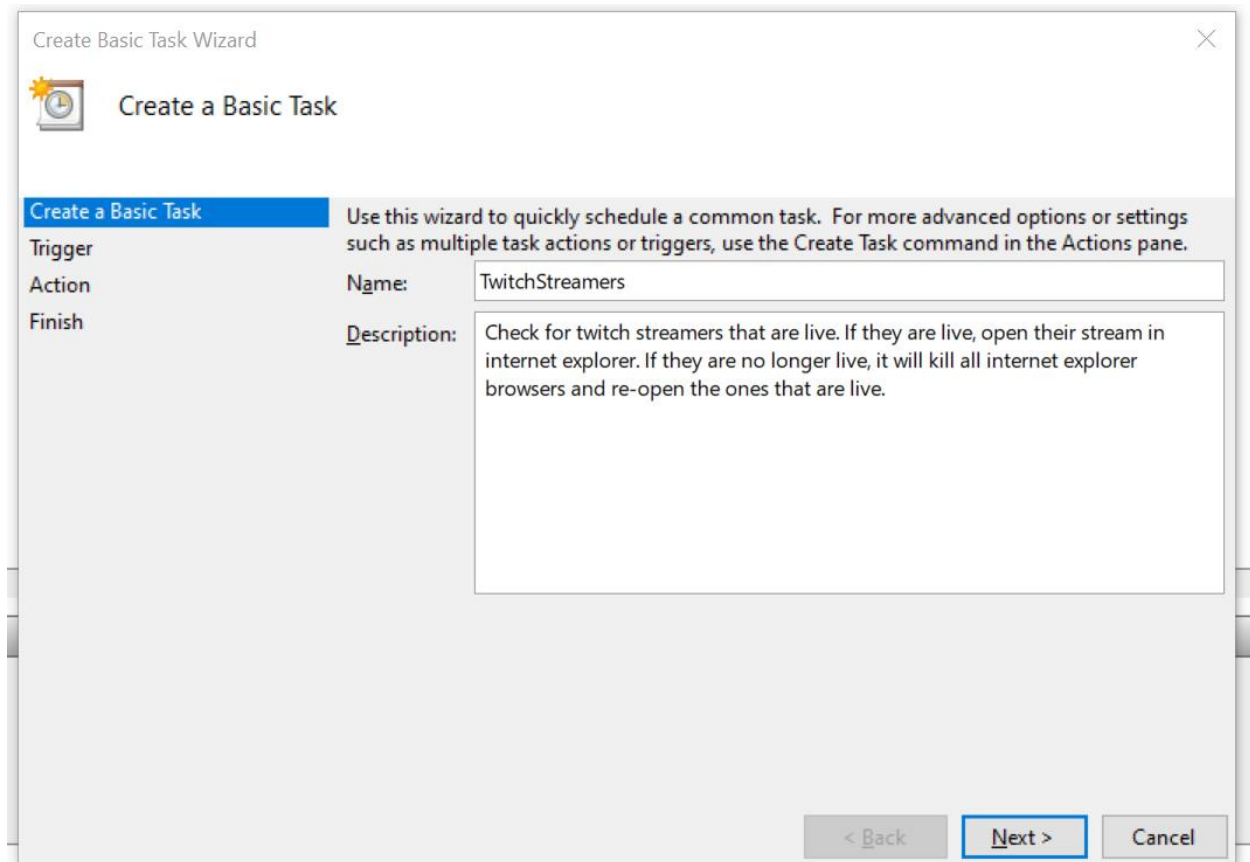 Create Basic Task Wizard
Create a Basic Task
Create a Basic Task
Trigger
Action
Finish
Use this wizard to quickly schedule a common task.  For more advanced options or settings
such as multiple task actions or triggers, use the Create Task command in the Actions pane.
Name:
TwitchStreamers
Description:
Check for twitch streamers that are live. If they are live, open their stream in
internet explorer. If they are no longer live, it will kill all internet explorer
browsers and re-open the ones that are live.
< Back
Next >
Cancel